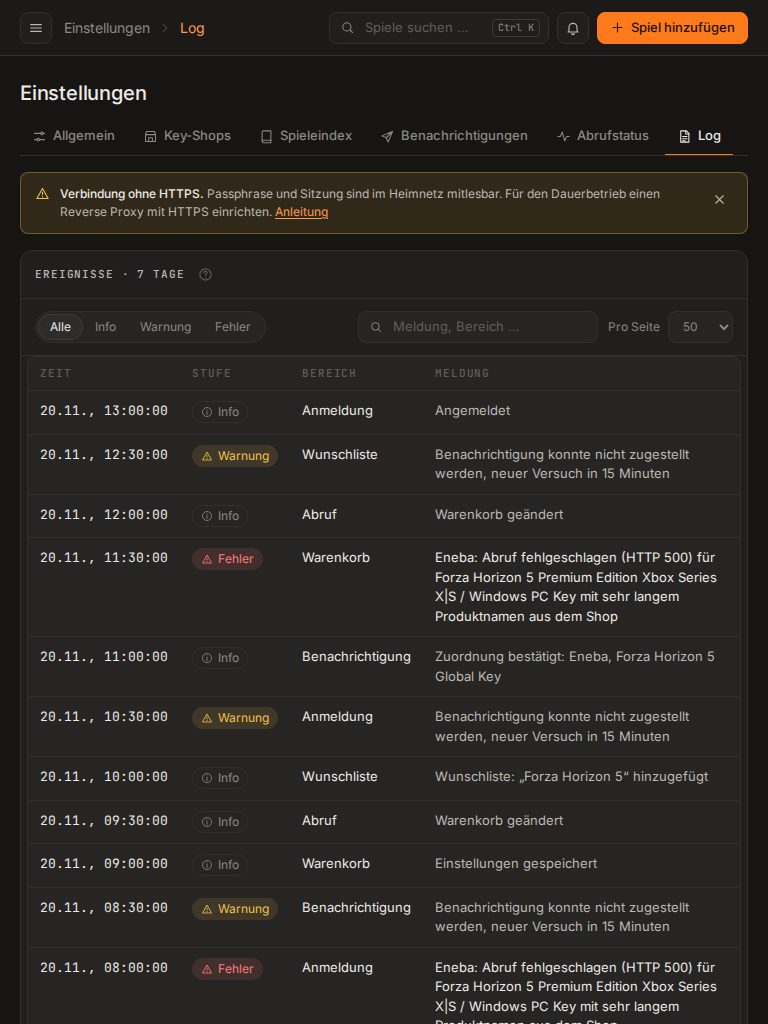 Einstellungen > Log
Spiele suchen ... Ctrl K
+ Spiel hinzufügen
Einstellungen
Allgemein Key-Shops Spieleindex Benachrichtigungen Abrufstatus Log
Verbindung ohne HTTPS. Passphrase und Sitzung sind im Heimnetz mitlesbar. Für den Dauerbetrieb einen
Reverse Proxy mit HTTPS einrichten. Anleitung
EREIGNISSE · 7 TAGE ?
Alle Info Warnung Fehler Meldung, Bereich ... Pro Seite 50
ZEIT STUFE BEREICH MELDUNG
20.11., 13:00:00 Info Anmeldung Angemeldet
20.11., 12:30:00 Warnung Wunschliste Benachrichtigung konnte nicht zugestellt
werden, neuer Versuch in 15 Minuten
20.11., 12:00:00 Info Abruf Warenkorb geändert
20.11., 11:30:00 Fehler Warenkorb Eneba: Abruf fehlgeschlagen (HTTP 500) für
Forza Horizon 5 Premium Edition Xbox Series
X|S / Windows PC Key mit sehr langem
Produktnamen aus dem Shop
20.11., 11:00:00 Info Benachrichtigung Zuordnung bestätigt: Eneba, Forza Horizon 5
Global Key
20.11., 10:30:00 Warnung Anmeldung Benachrichtigung konnte nicht zugestellt
werden, neuer Versuch in 15 Minuten
20.11., 10:00:00 Info Wunschliste Wunschliste: „Forza Horizon 5“ hinzugefügt
20.11., 09:30:00 Info Abruf Warenkorb geändert
20.11., 09:00:00 Info Warenkorb Einstellungen gespeichert
20.11., 08:30:00 Warnung Benachrichtigung Benachrichtigung konnte nicht zugestellt
werden, neuer Versuch in 15 Minuten
20.11., 08:00:00 Fehler Anmeldung Eneba: Abruf fehlgeschlagen (HTTP 500) für
Forza Horizon 5 Premium Edition Xbox Series
X|S / Windows PC Key mit sehr langem
Produktnamen aus dem Shop